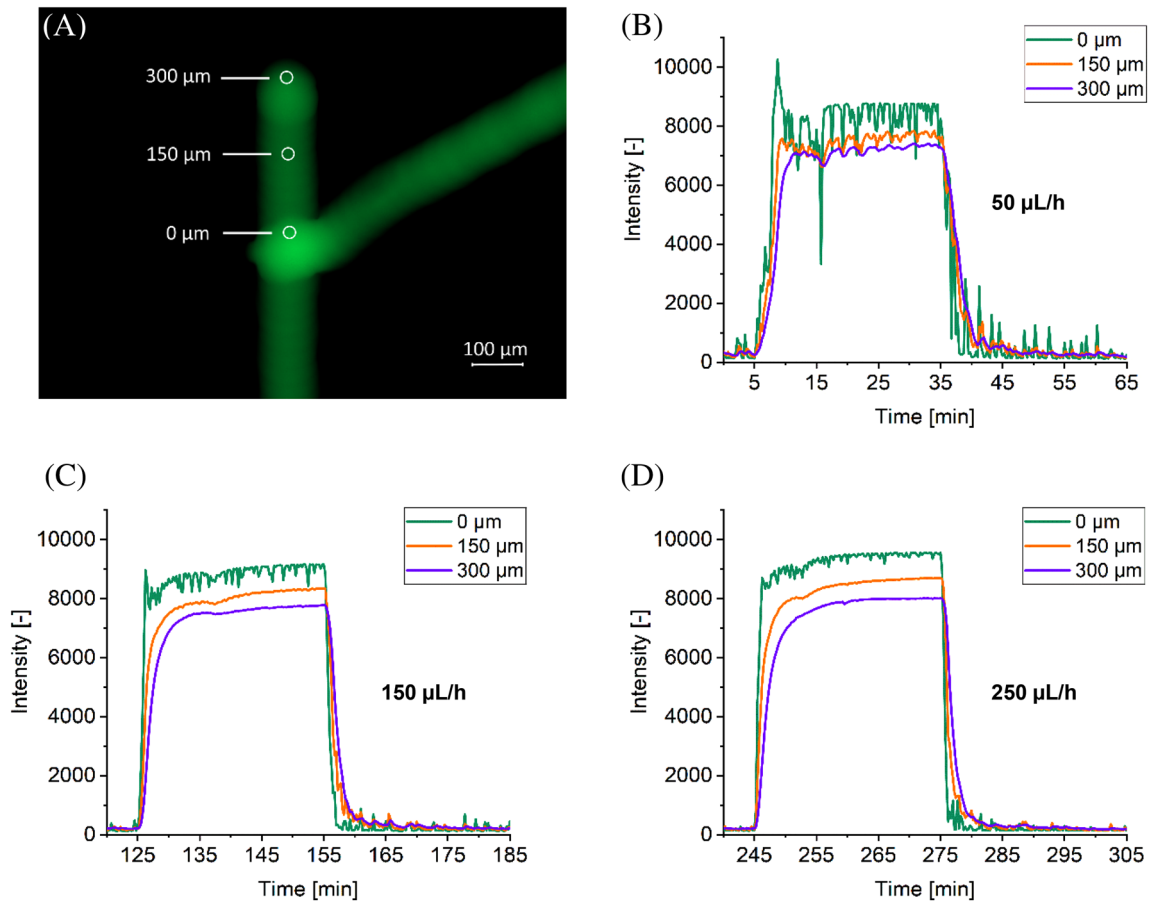 (A)
300 µm
150 µm
0 µm
100 µm
(B)
0 µm
150 µm
300 µm
10000
8000
6000
4000
2000
0
Intensity [-]
50 µL/h
5 15 25 35 45 55 65
Time [min]
(C)
0 µm
150 µm
300 µm
10000
8000
6000
4000
2000
0
Intensity [-]
150 µL/h
125 135 145 155 165 175 185
Time [min]
(D)
0 µm
150 µm
300 µm
10000
8000
6000
4000
2000
0
Intensity [-]
250 µL/h
245 255 265 275 285 295 305
Time [min]